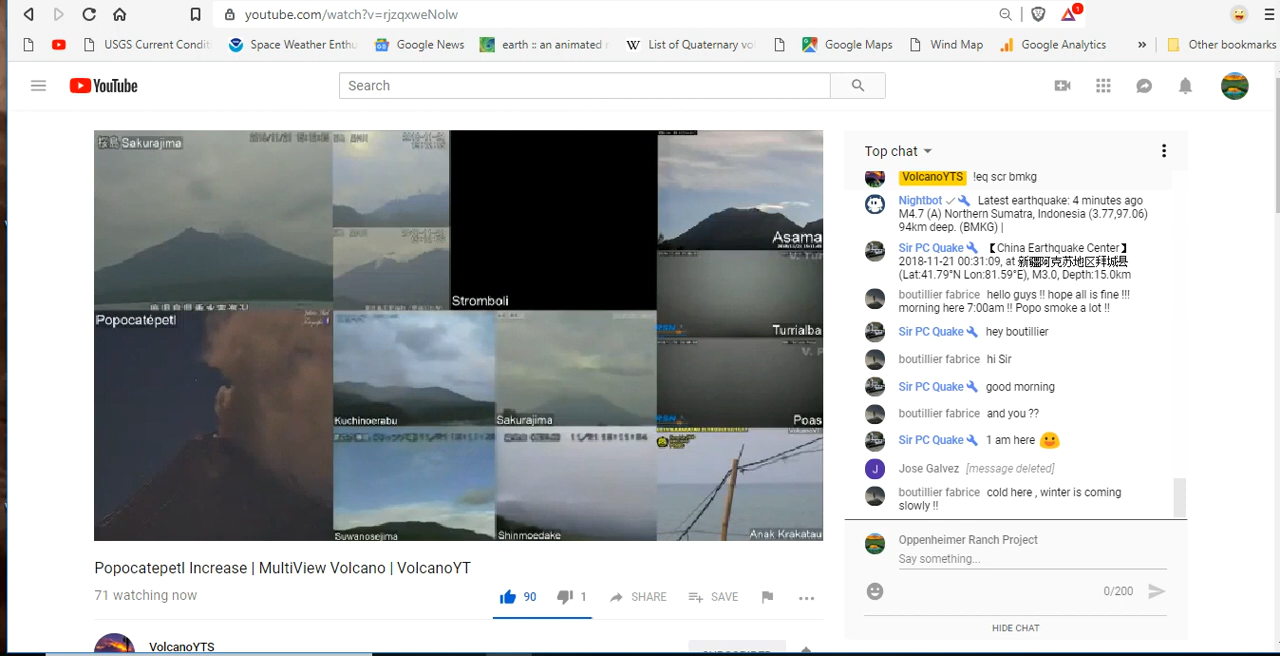 youtube.com/watch?v=rjzqxweNolw
1
USGS Current Condit
Space Weather Enthu
Google News
earth :: an animated
List of Quaternary vo
Google Maps
Wind Map
Google Analytics
»
Other bookmarks
YouTube
Search
桜島 Sakurajima
Stromboli
Asama
Turrialba
Poas
Popocatépetl
Kuchinoerabu
Sakurajima
Suwanosejima
Shinmoedake
Anak Krakatau
Popocatepetl Increase | MultiView Volcano | VolcanoYT
71 watching now
90
1
SHARE
SAVE
VolcanoYTS
Top chat
VolcanoYTS !eq scr bmkg
Nightbot Latest earthquake: 4 minutes ago
M4.7 (A) Northern Sumatra, Indonesia (3.77,97.06)
94km deep. (BMKG) |
Sir PC Quake 【China Earthquake Center】
2018-11-21 00:31:09, at 新疆阿克苏地区拜城县
(Lat:41.79°N Lon:81.59°E), M3.0, Depth:15.0km
boutillier fabrice hello guys !! hope all is fine !!!
morning here 7:00am !! Popo smoke a lot !!
Sir PC Quake hey boutillier
boutillier fabrice hi Sir
Sir PC Quake good morning
boutillier fabrice and you ??
Sir PC Quake 1 am here
J
Jose Galvez [message deleted]
boutillier fabrice cold here , winter is coming
slowly !!
Oppenheimer Ranch Project
Say something...
0/200
HIDE CHAT